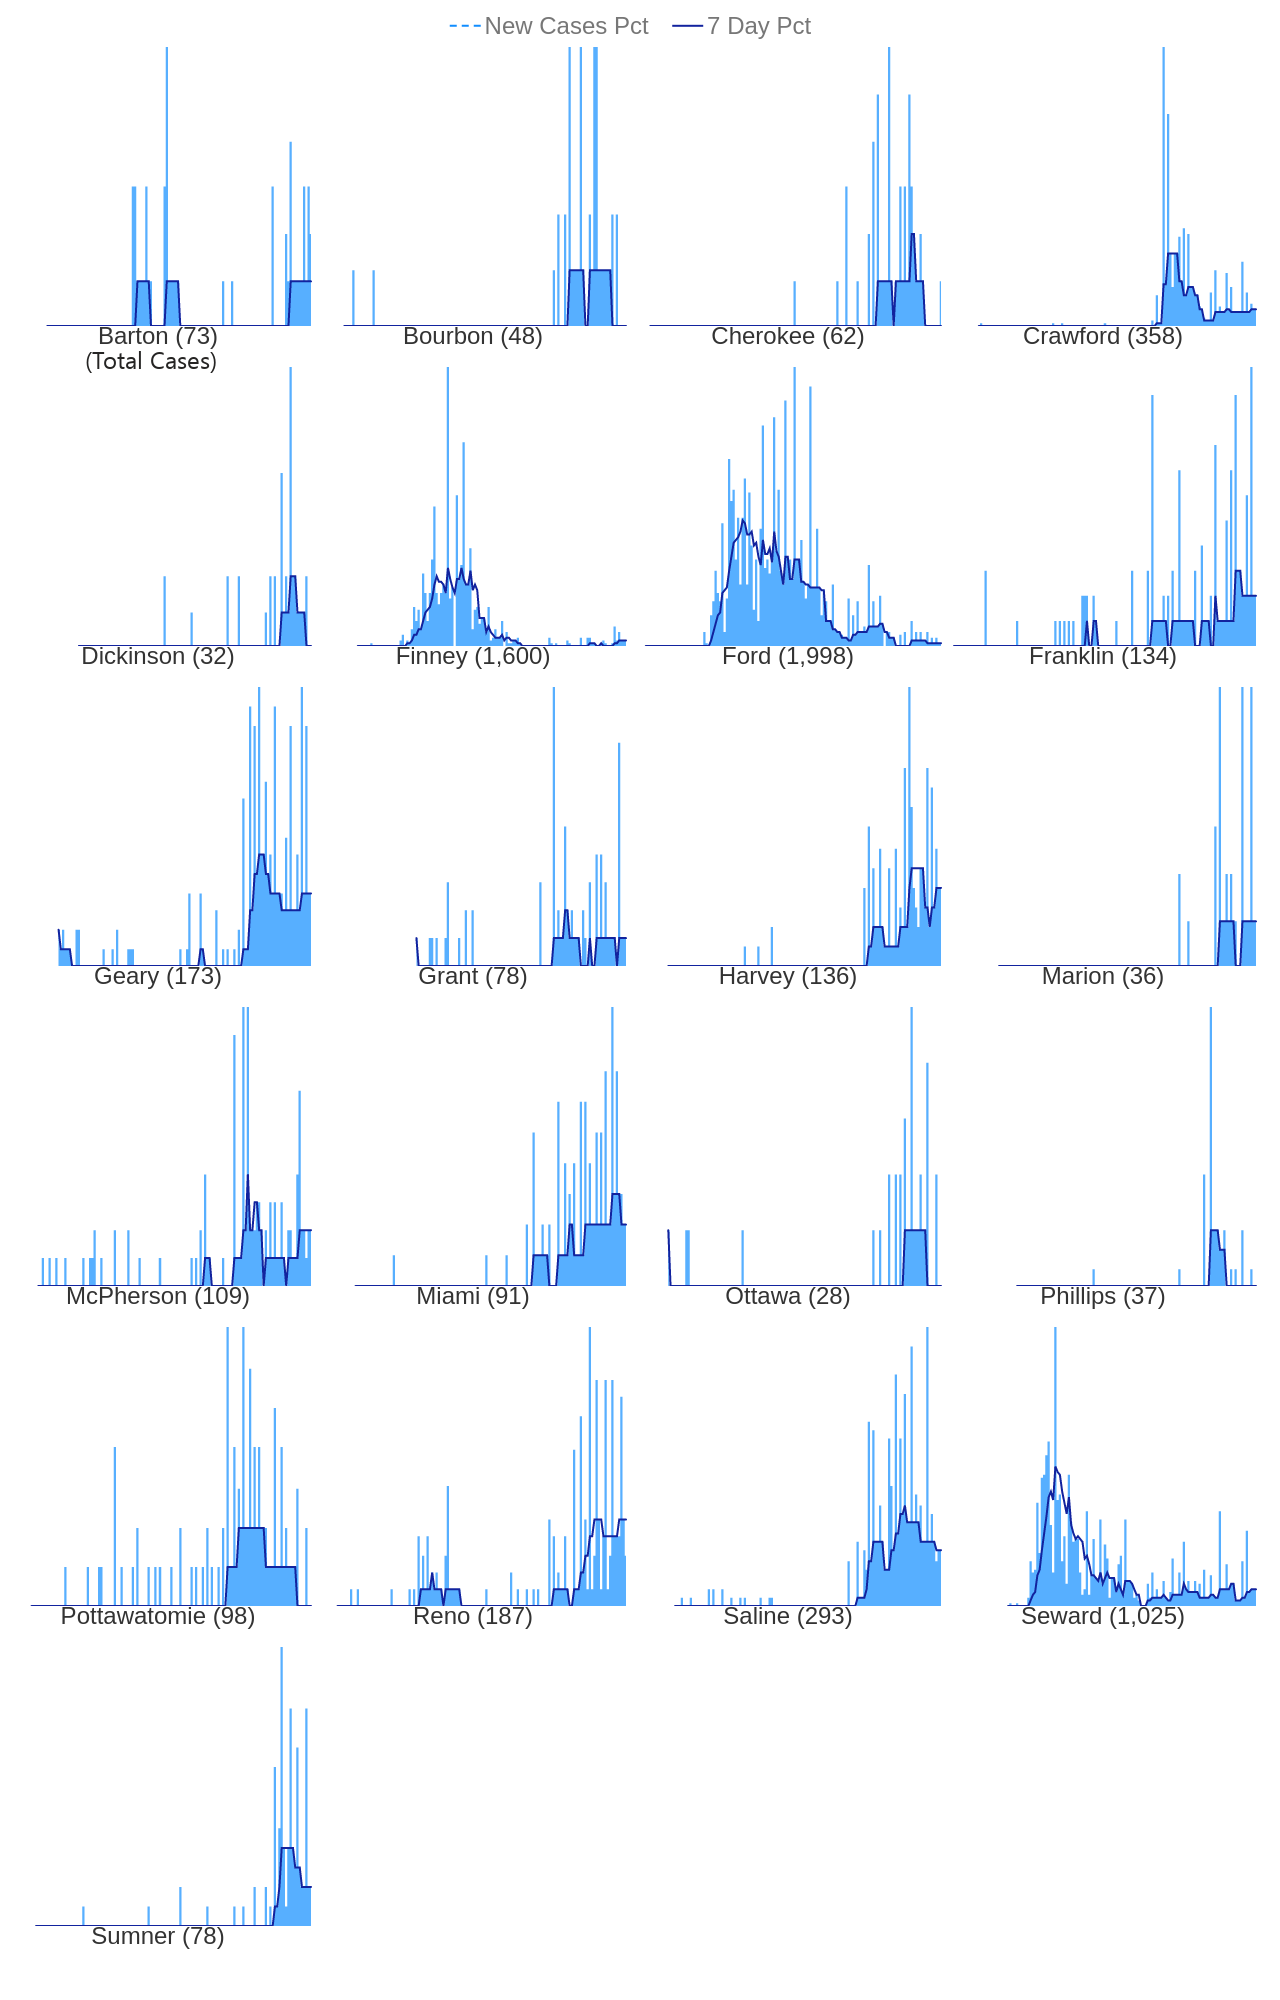 New Cases Pct 7 Day Pct
Barton (73) Bourbon (48) Cherokee (62) Crawford (358)
(Total Cases)
Dickinson (32) Finney (1,600) Ford (1,998) Franklin (134)
Geary (173) Grant (78) Harvey (136) Marion (36)
McPherson (109) Miami (91) Ottawa (28) Phillips (37)
Pottawatomie (98) Reno (187) Saline (293) Seward (1,025)
Sumner (78)